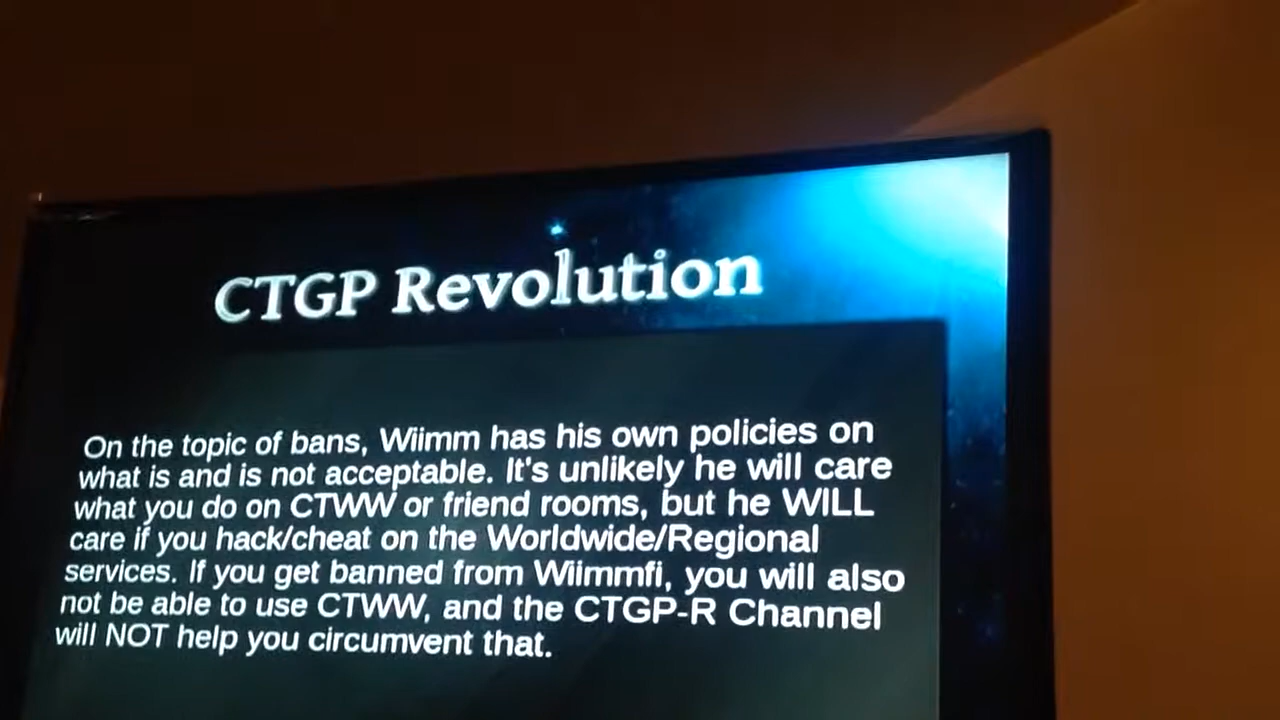 CTGP Revolution
On the topic of bans, Wiimm has his own policies on
what is and is not acceptable. It's unlikely he will care
what you do on CTWW or friend rooms, but he WILL
care if you hack/cheat on the Worldwide/Regional
services. If you get banned from Wiimmfi, you will also
not be able to use CTWW, and the CTGP-R Channel
will NOT help you circumvent that.